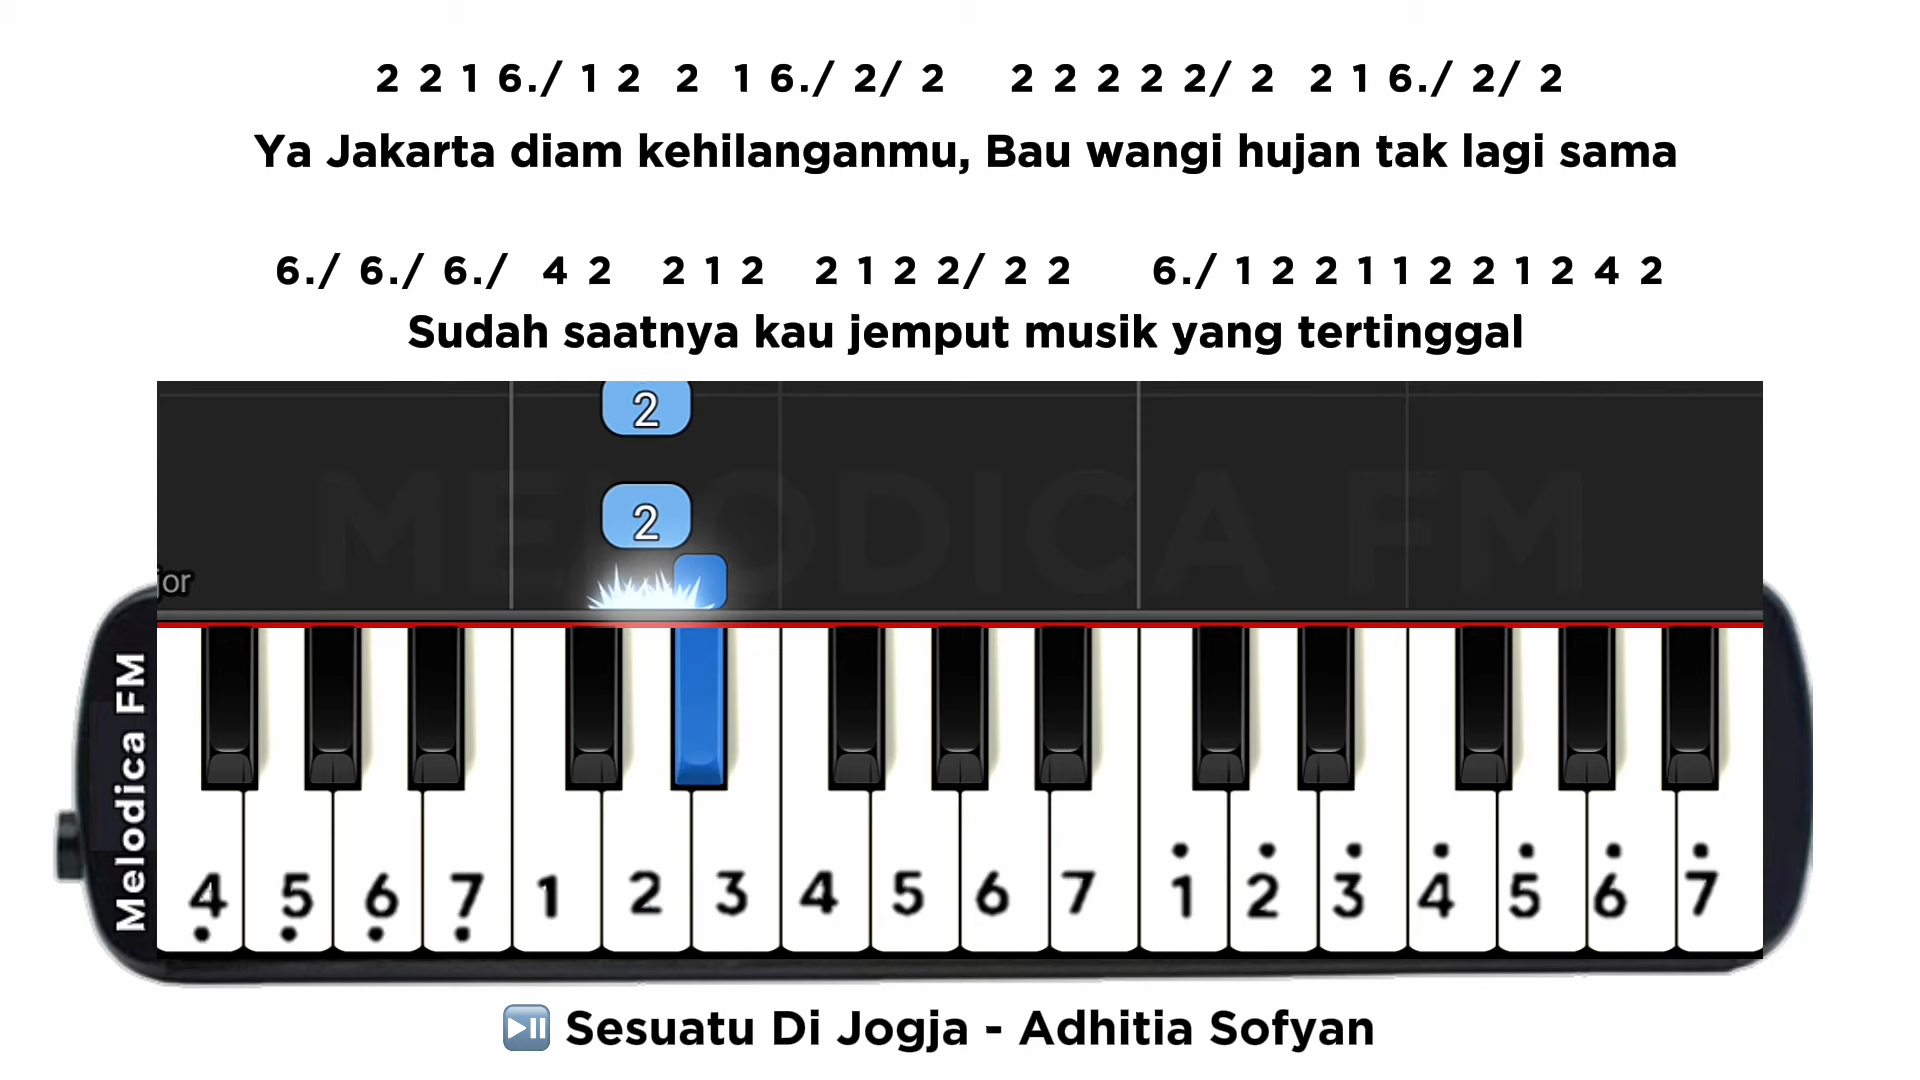 2 2 1 6./ 1 2 2 1 6./ 2/ 2 2 2 2 2 2/ 2 2 1 6./ 2/ 2
Ya Jakarta diam kehilanganmu, Bau wangi hujan tak lagi sama
6./ 6./ 6./ 4 2 2 1 2 2 1 2 2/ 2 2 6./ 1 2 2 1 1 2 2 1 2 4 2
Sudah saatnya kau jemput musik yang tertinggal
2
MELODICA FM
2
jor
Melodica FM
4 5 6 7 1 2 3 4 5 6 7 1 2 3 4 5 6 7
⏯ Sesuatu Di Jogja - Adhitia Sofyan